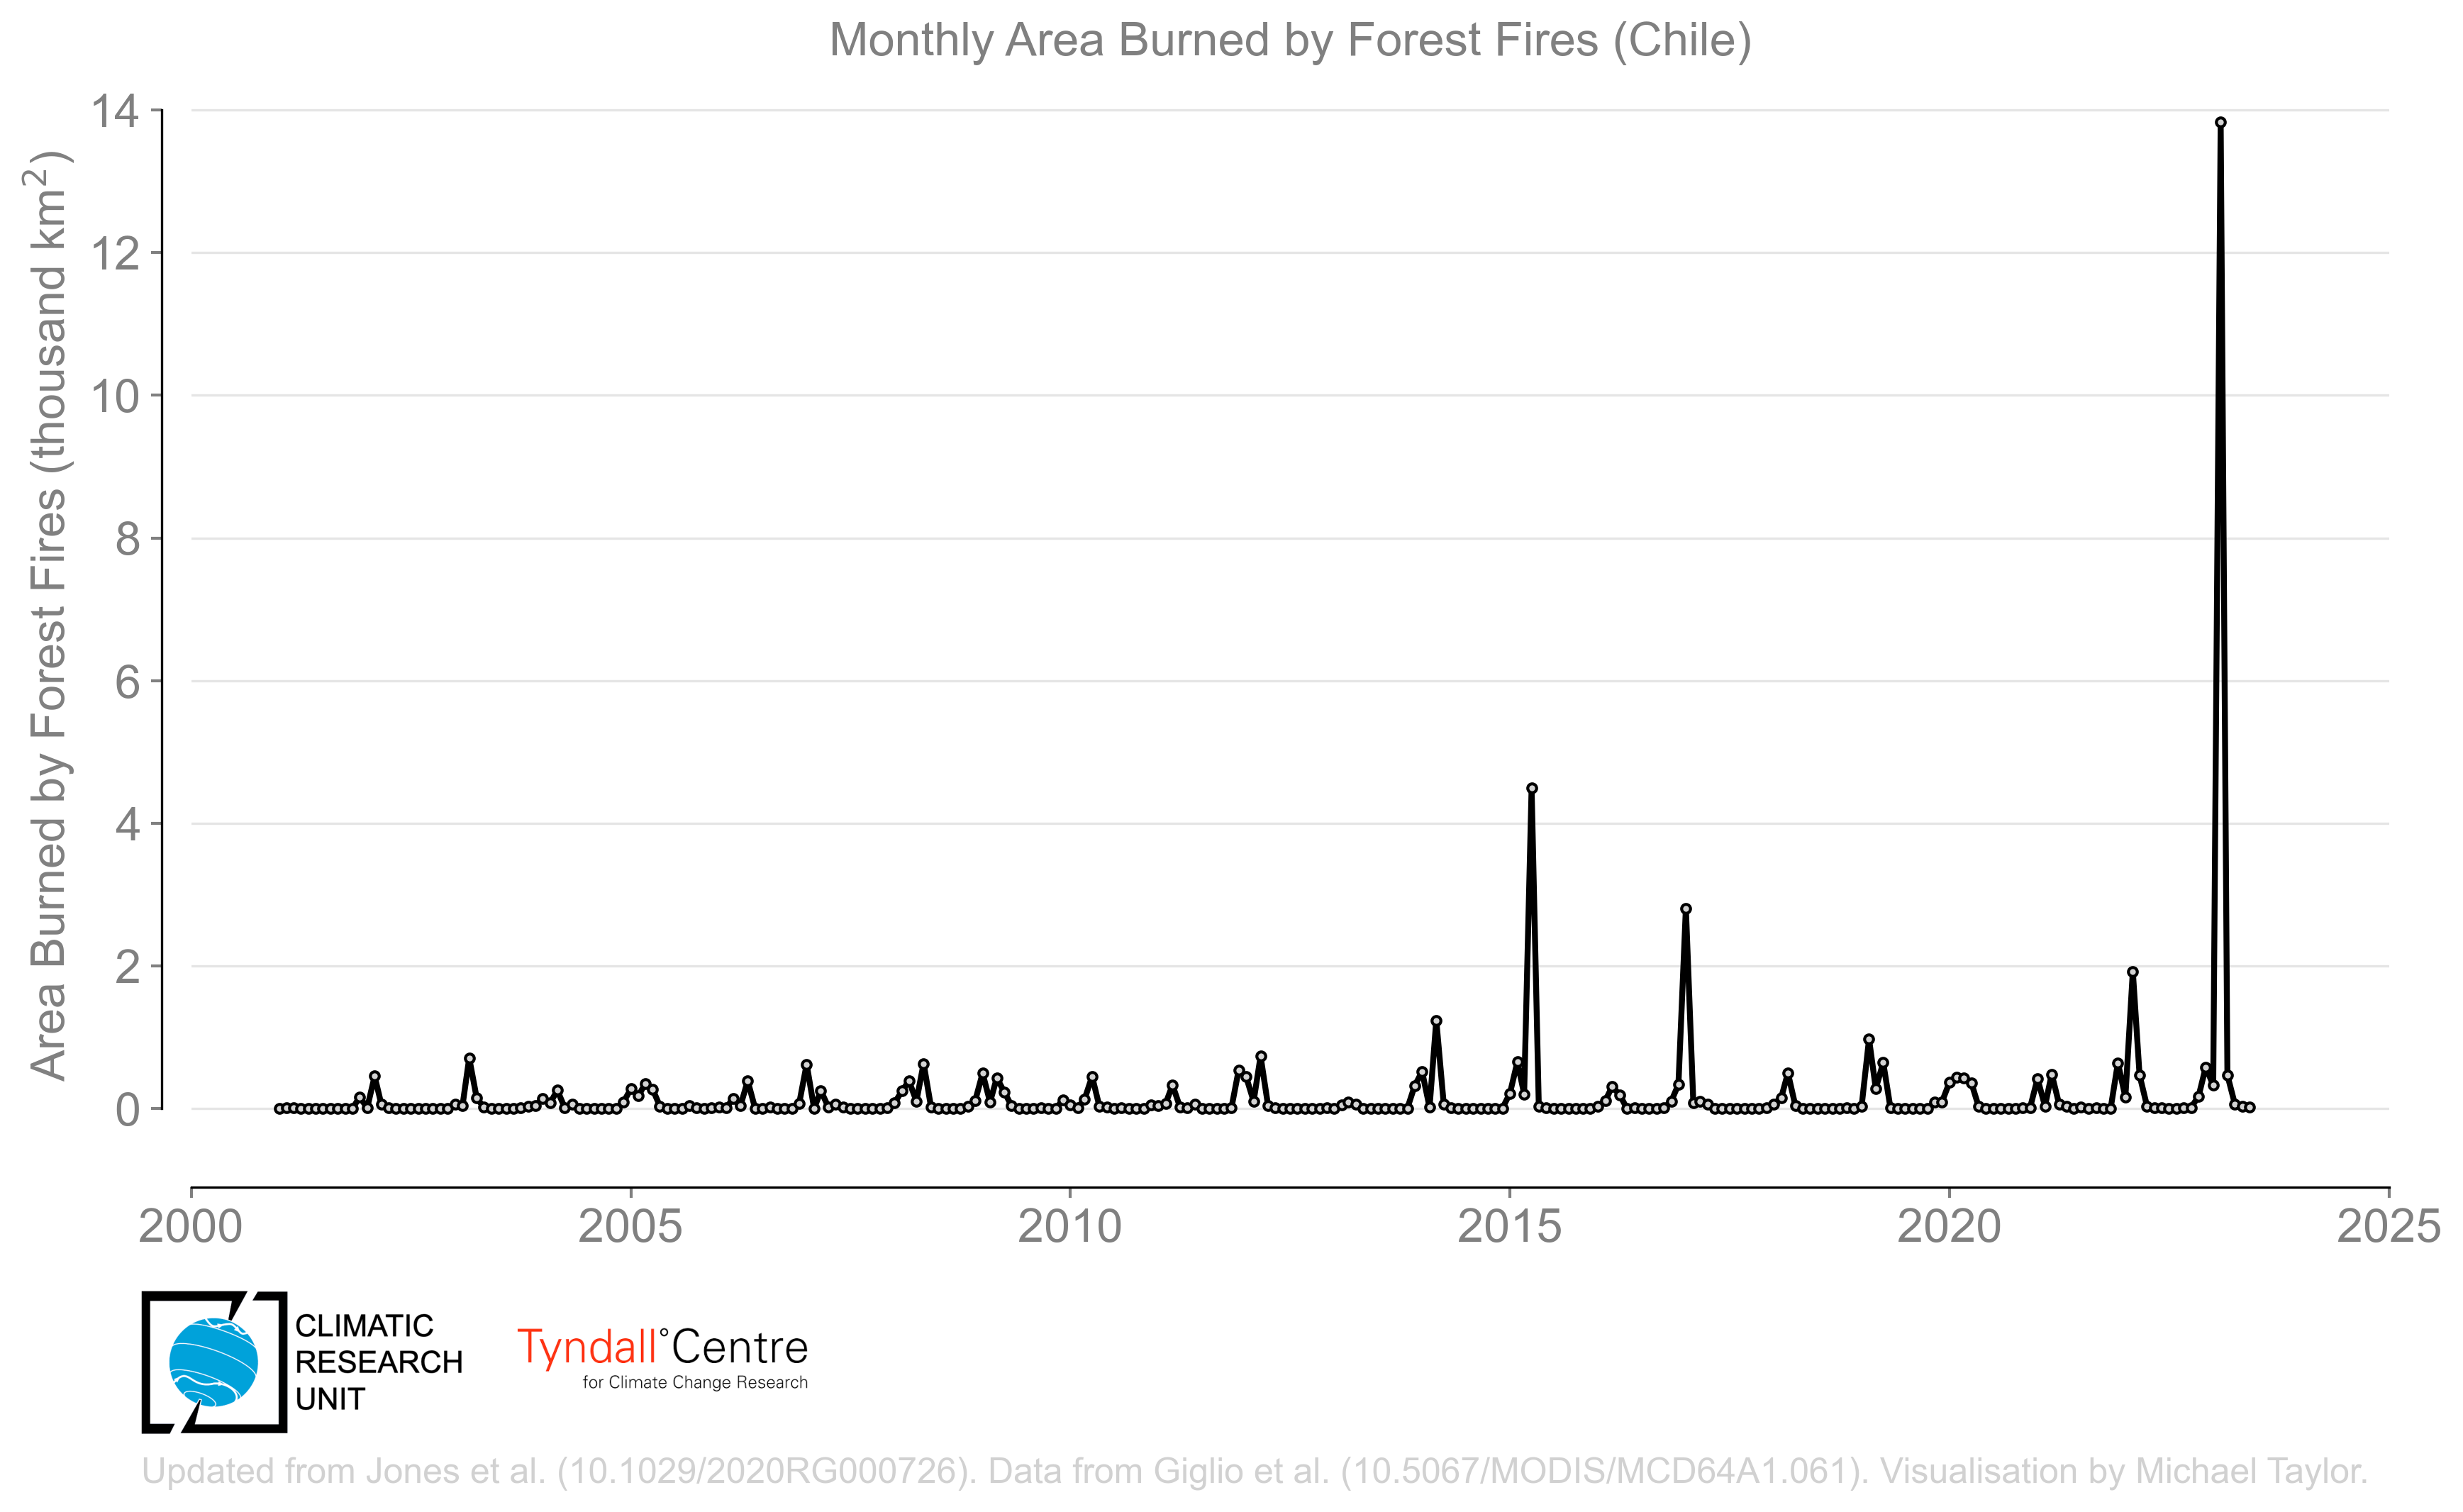 Monthly Area Burned by Forest Fires (Chile)
Area Burned by Forest Fires (thousand km²)
14
12
10
8
6
4
2
0
2000 2005 2010 2015 2020 2025
CLIMATIC
RESEARCH
UNIT
Tyndall°Centre
for Climate Change Research
Updated from Jones et al. (10.1029/2020RG000726). Data from Giglio et al. (10.5067/MODIS/MCD64A1.061). Visualisation by Michael Taylor.